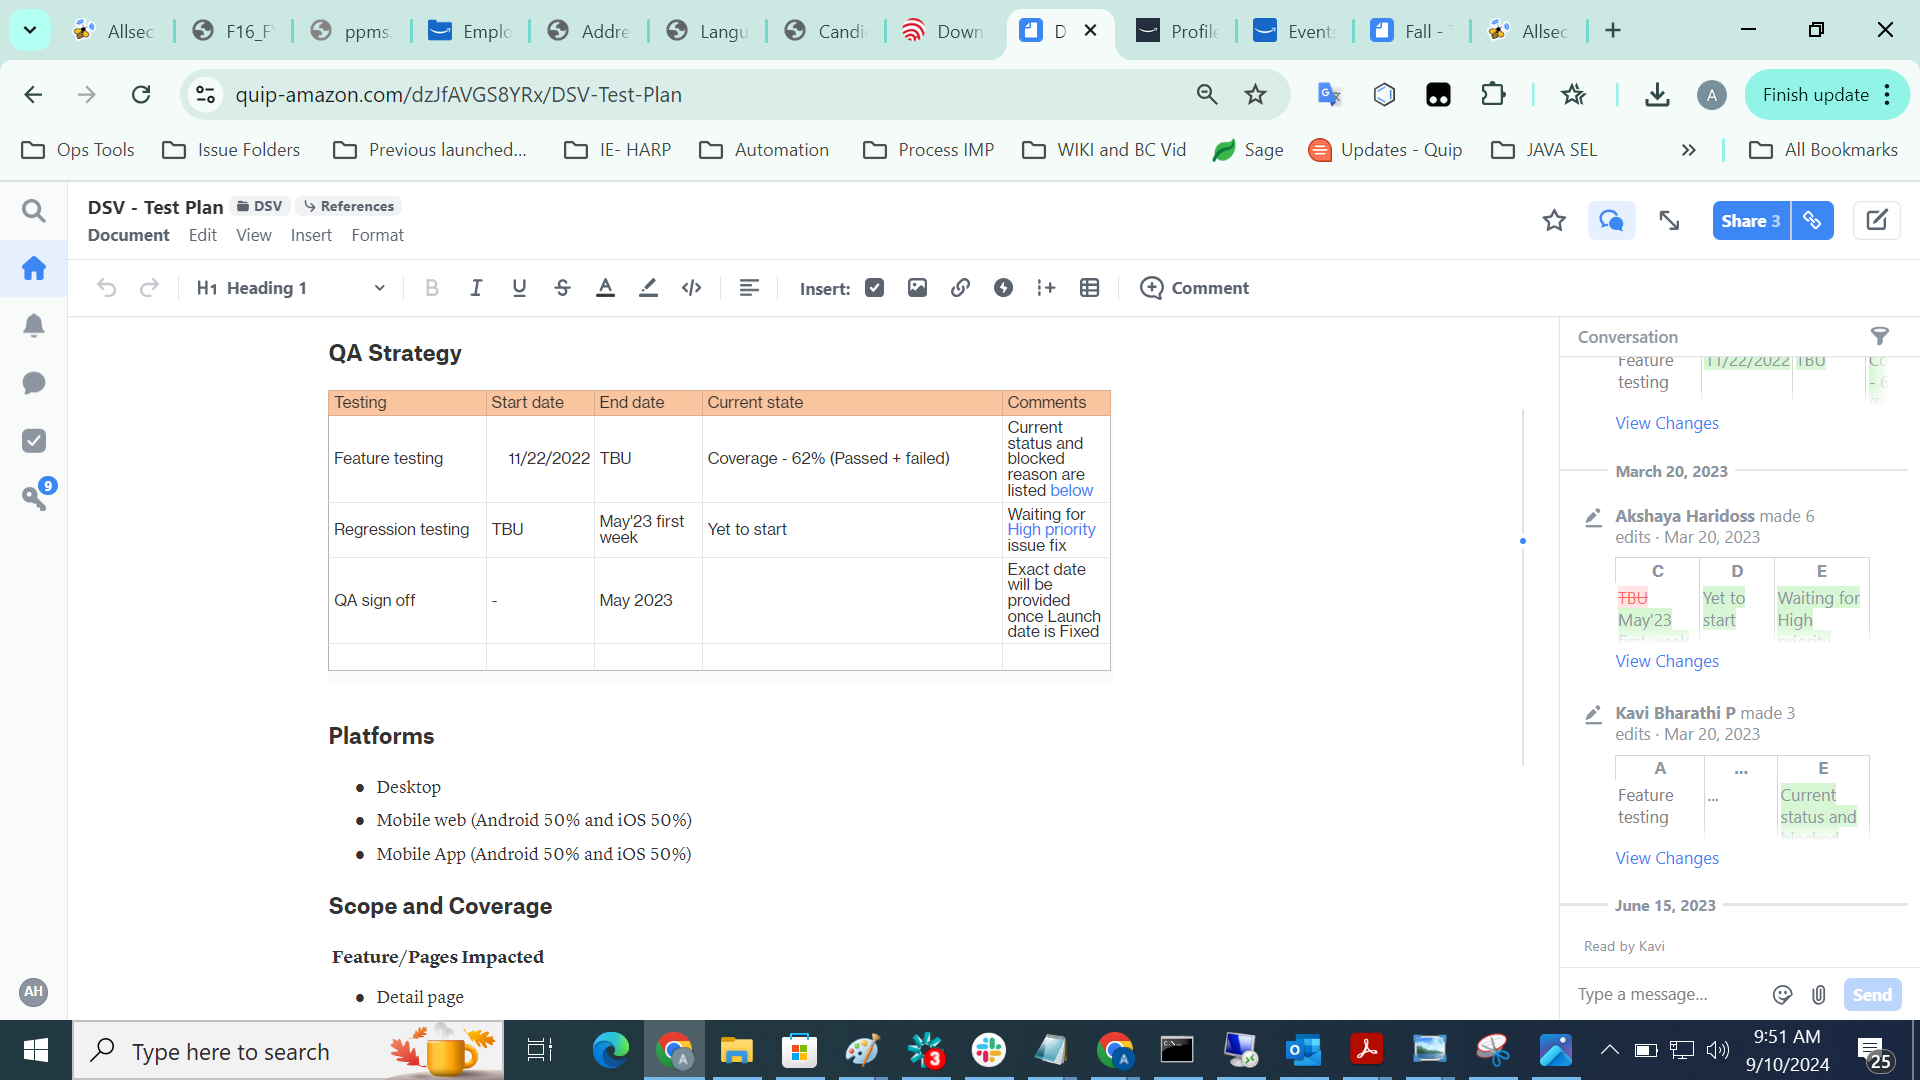 Allsec
F16_F
ppms.
Emplo
Addre
Langu
Candi
Down
D
Profile
Events
Fall -
Allsec
quip-amazon.com/dzJfAVGS8YRx/DSV-Test-Plan
A
Finish update
Ops Tools
Issue Folders
Previous launched...
IE- HARP
Automation
Process IMP
WIKI and BC Vid
Sage
Updates - Quip
JAVA SEL
»
All Bookmarks
DSV - Test Plan
DSV
References
Document Edit View Insert Format
Share 3
H1 Heading 1
B I U S A </>
Insert:
Comment
9
AH
QA Strategy
Testing Start date End date Current state Comments
Feature testing 11/22/2022 TBU Coverage - 62% (Passed + failed)
Current
status and
blocked
reason are
listed below
Regression testing TBU
May'23 first
week
Yet to start
Waiting for
High priority
issue fix
QA sign off - May 2023
Exact date
will be
provided
once Launch
date is Fixed
Platforms
● Desktop
● Mobile web (Android 50% and iOS 50%)
● Mobile App (Android 50% and iOS 50%)
Scope and Coverage
Feature/Pages Impacted
● Detail page
Conversation
Feature
testing
11/22/2022 TBU
View Changes
March 20, 2023
Akshaya Haridoss made 6
edits · Mar 20, 2023
C D E
TBU
May'23
first week
Yet to
start
Waiting for
High
priority
View Changes
Kavi Bharathi P made 3
edits · Mar 20, 2023
A ... E
Feature
testing
...
Current
status and
blocked
View Changes
June 15, 2023
Read by Kavi
Type a message...
Send
Type here to search
3
9:51 AM
9/10/2024
25